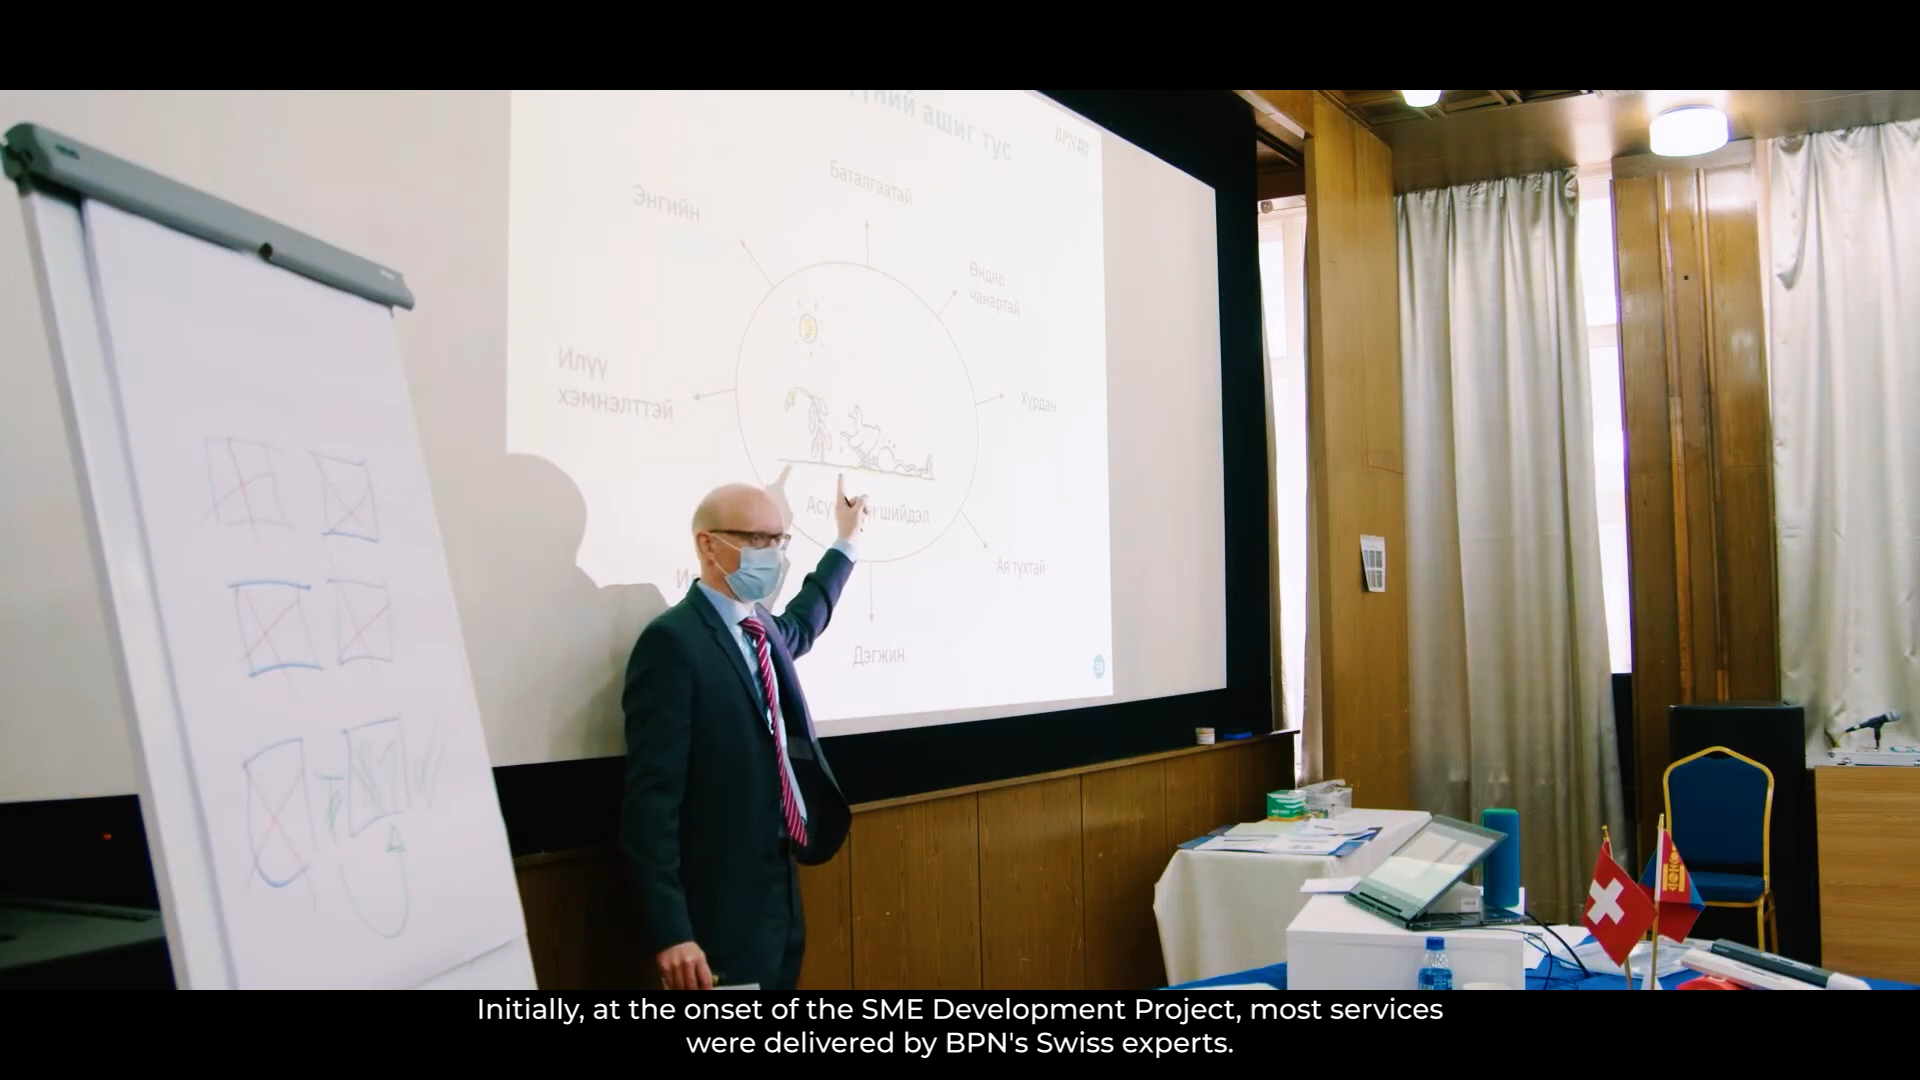 ашиг тус
BPN
Баталгаатай
Энгийн
Өндөр
чанартай
Илүү
хэмнэлттэй
Хурдан
шийдэл
Ая тухтай
Дэгжин
Initially, at the onset of the SME Development Project, most services
were delivered by BPN's Swiss experts.